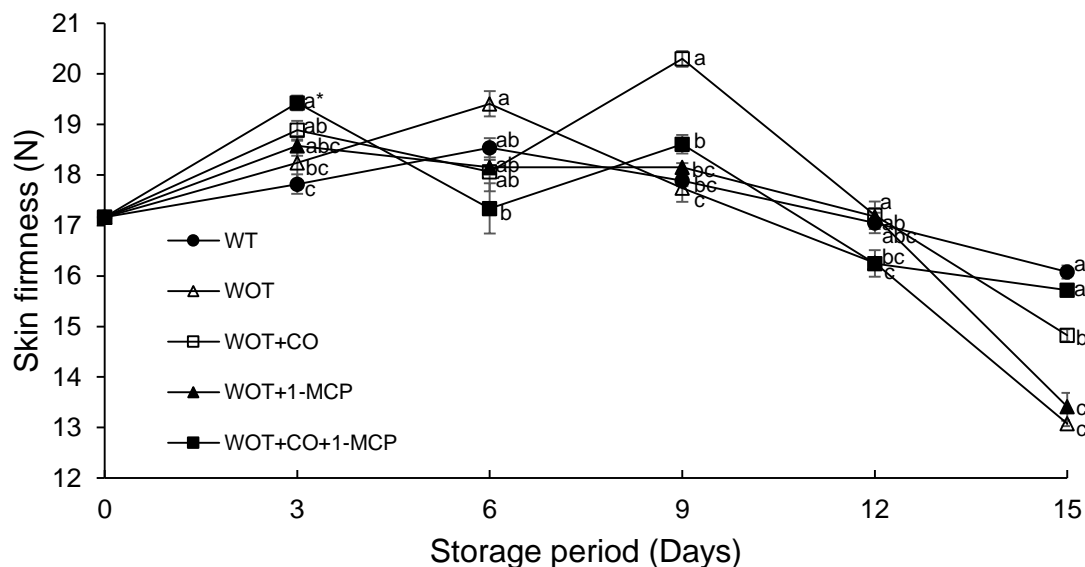 21
20
19
18
17
16
15
14
13
12
Skin firmness (N)
0
3
6
9
12
15
Storage period (Days)
WT
WOT
WOT+CO
WOT+1-MCP
WOT+CO+1-MCP
a*
ab
abc
bc
c
a
ab
ab
ab
b
a
b
bc
bc
c
a
ab
abc
bc
c
a
a
b
c
c